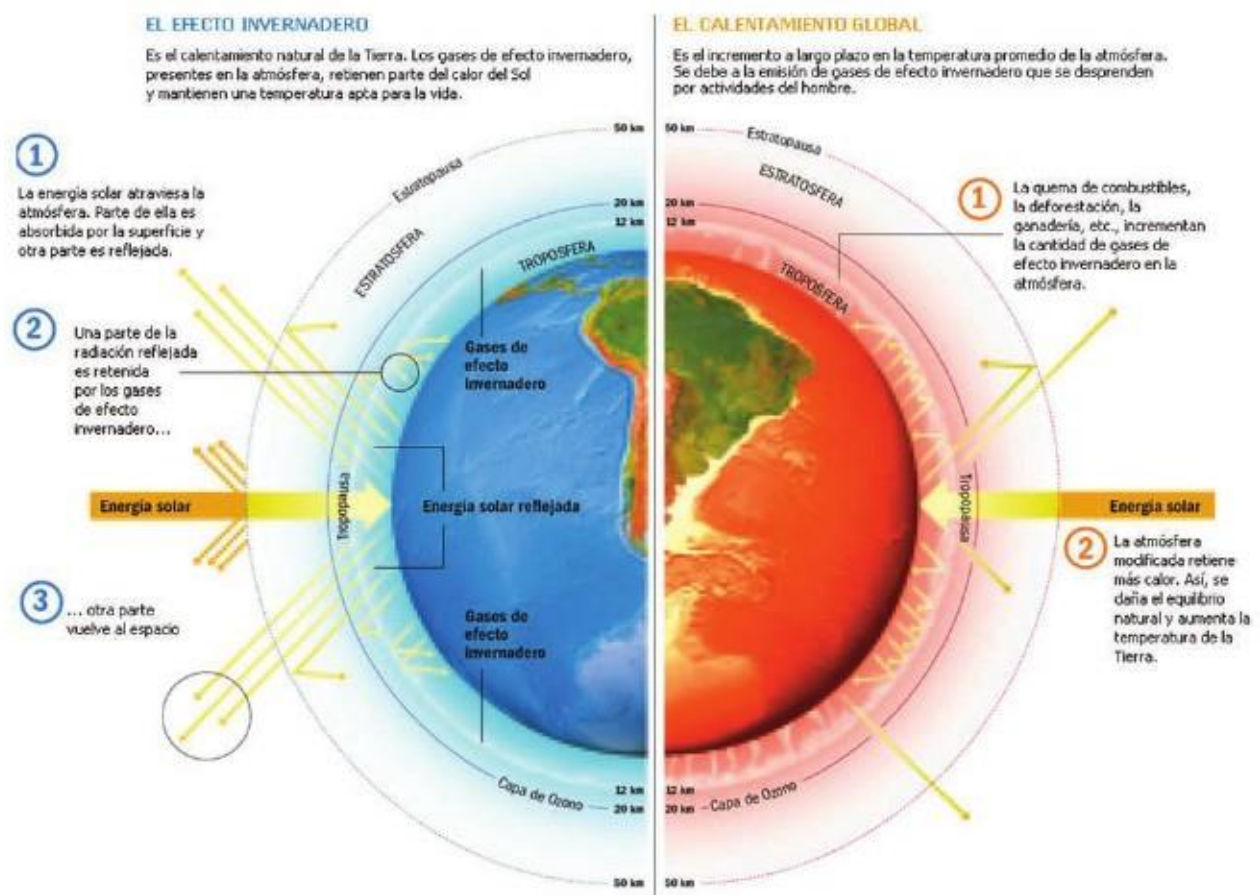 EL EFECTO INVERNADERO
Es el calentamiento natural de la Tierra. Los gases de efecto invernadero,
presentes en la atmósfera, retienen parte del calor del Sol
y mantienen una temperatura apta para la vida.
1
La energía solar atraviesa la
atmósfera. Parte de ella es
absorbida por la superficie y
otra parte es reflejada.
2
Una parte de la
radiación reflejada
es retenida
por los gases
de efecto
invernadero...
Energía solar
3
... otra parte
vuelve al espacio
50 km
Estratopausa
20 km
12 km
ESTRATOSFERA
TROPOSFERA
Gases de
efecto
invernadero
Tropopausa
Energía solar reflejada
Gases de
efecto
invernadero
12 km
Capa de Ozono
20 km
50 km
EL CALENTAMIENTO GLOBAL
Es el incremento a largo plazo en la temperatura promedio de la atmósfera.
Se debe a la emisión de gases de efecto invernadero que se desprenden
por actividades del hombre.
50 km
Estratopausa
ESTRATOSFERA
20 km
12 km
TROPOSFERA
1
La quema de combustibles,
la deforestación, la
ganadería, etc., incrementan
la cantidad de gases de
efecto invernadero en la
atmósfera.
Tropopausa
Energía solar
2
La atmósfera
modificada retiene
más calor. Así, se
daña el equilibrio
natural y aumenta la
temperatura de la
Tierra.
12 km
20 km
Capa de Ozono
50 km